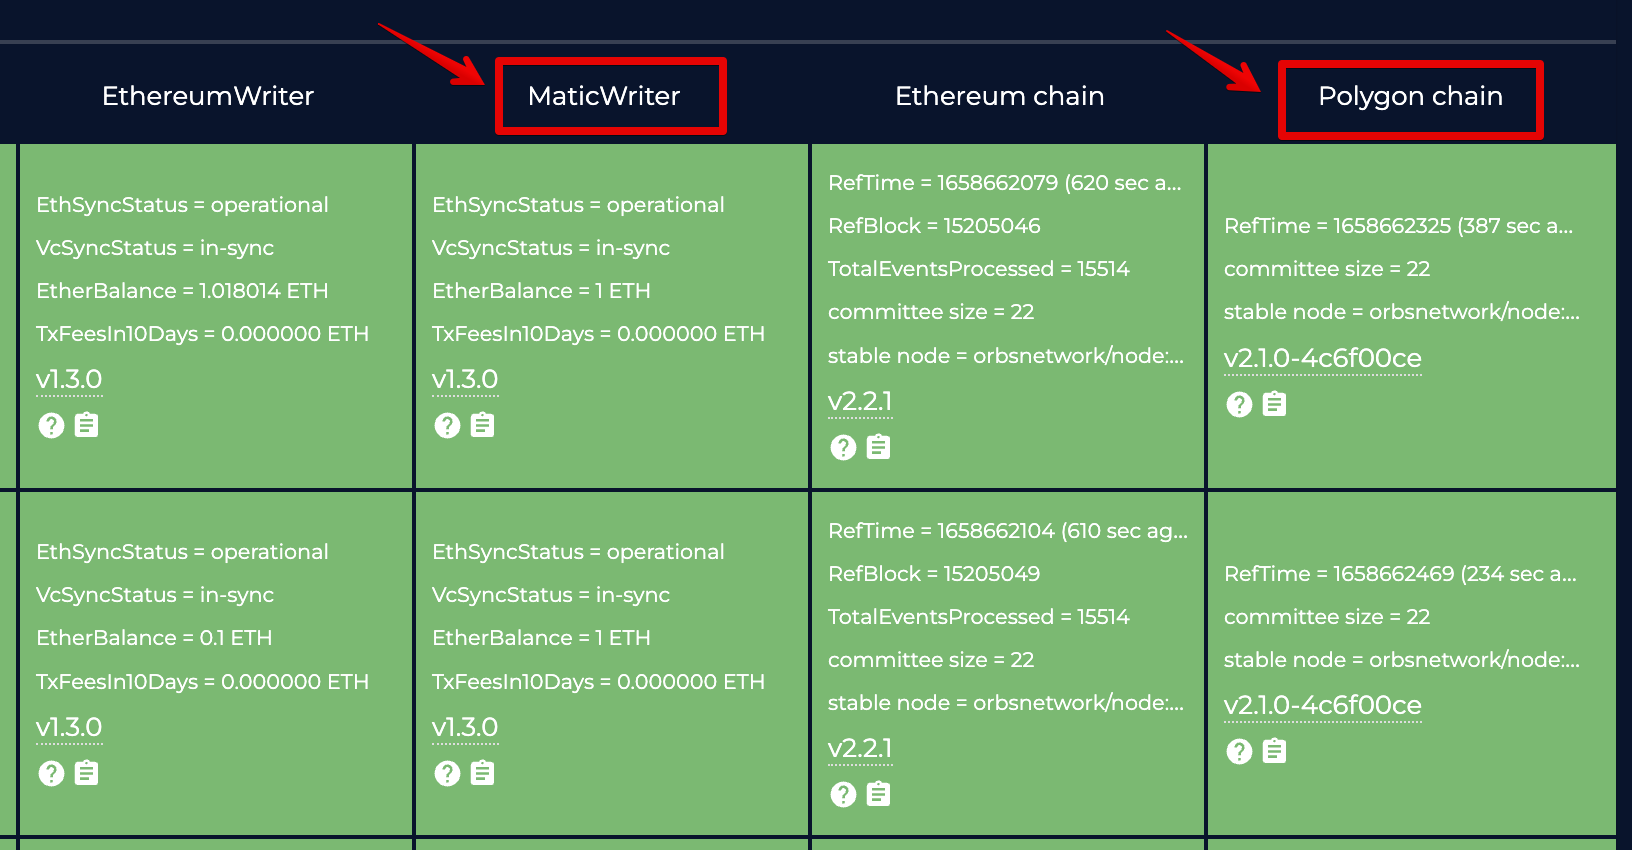 EthereumWriter
MaticWriter
Ethereum chain
Polygon chain
EthSyncStatus = operational
VcSyncStatus = in-sync
EtherBalance = 1.018014 ETH
TxFeesIn10Days = 0.000000 ETH
v1.3.0
EthSyncStatus = operational
VcSyncStatus = in-sync
EtherBalance = 1 ETH
TxFeesIn10Days = 0.000000 ETH
v1.3.0
RefTime = 1658662079 (620 sec a...
RefBlock = 15205046
TotalEventsProcessed = 15514
committee size = 22
stable node = orbsnetwork/node:...
v2.2.1
RefTime = 1658662325 (387 sec a...
committee size = 22
stable node = orbsnetwork/node:...
v2.1.0-4c6f00ce
EthSyncStatus = operational
VcSyncStatus = in-sync
EtherBalance = 0.1 ETH
TxFeesIn10Days = 0.000000 ETH
v1.3.0
EthSyncStatus = operational
VcSyncStatus = in-sync
EtherBalance = 1 ETH
TxFeesIn10Days = 0.000000 ETH
v1.3.0
RefTime = 1658662104 (610 sec ag...
RefBlock = 15205049
TotalEventsProcessed = 15514
committee size = 22
stable node = orbsnetwork/node:...
v2.2.1
RefTime = 1658662469 (234 sec a...
committee size = 22
stable node = orbsnetwork/node:...
v2.1.0-4c6f00ce